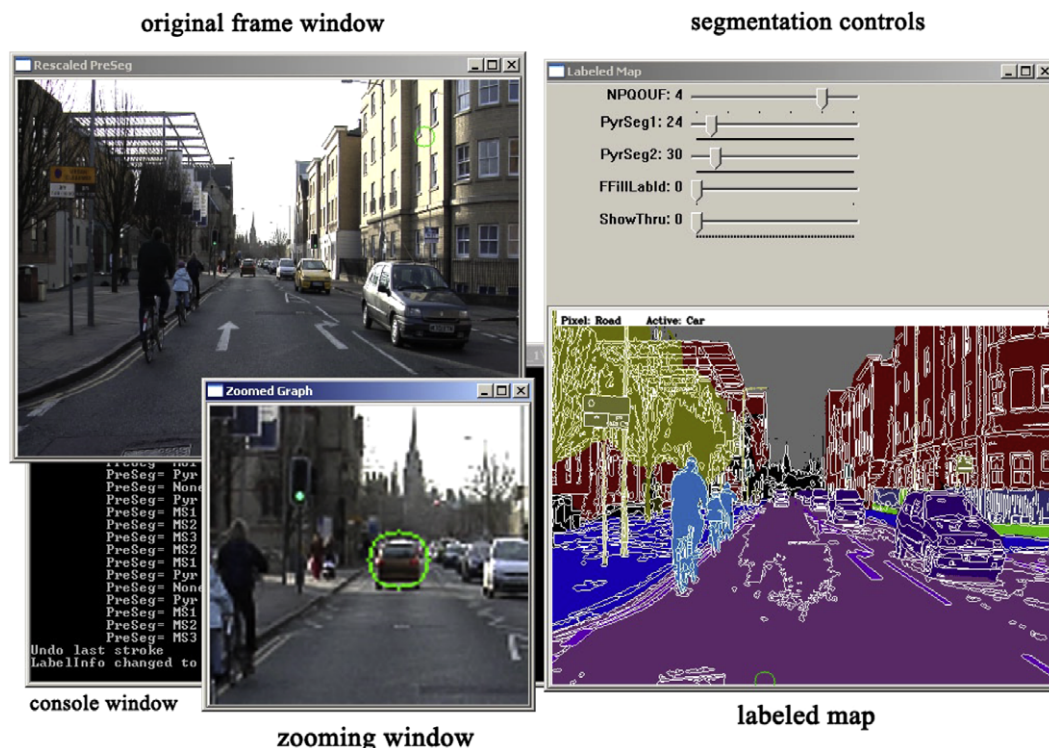 original frame window
segmentation controls
Rescaled PreSeg
Labeled Map
NPQOUF: 4
PyrSeg1: 24
PyrSeg2: 30
FFillLabId: 0
ShowThru: 0
Pixel: Road Active: Car
Zoomed Graph
PreSeg= MS1
PreSeg= Pyr
PreSeg= None
PreSeg= Pyr
PreSeg= MS1
PreSeg= MS2
PreSeg= MS3
PreSeg= MS2
PreSeg= MS1
PreSeg= Pyr
PreSeg= None
PreSeg= Pyr
PreSeg= MS1
PreSeg= MS2
PreSeg= MS3
Undo last stroke
LabelInfo changed to
console window
zooming window
labeled map